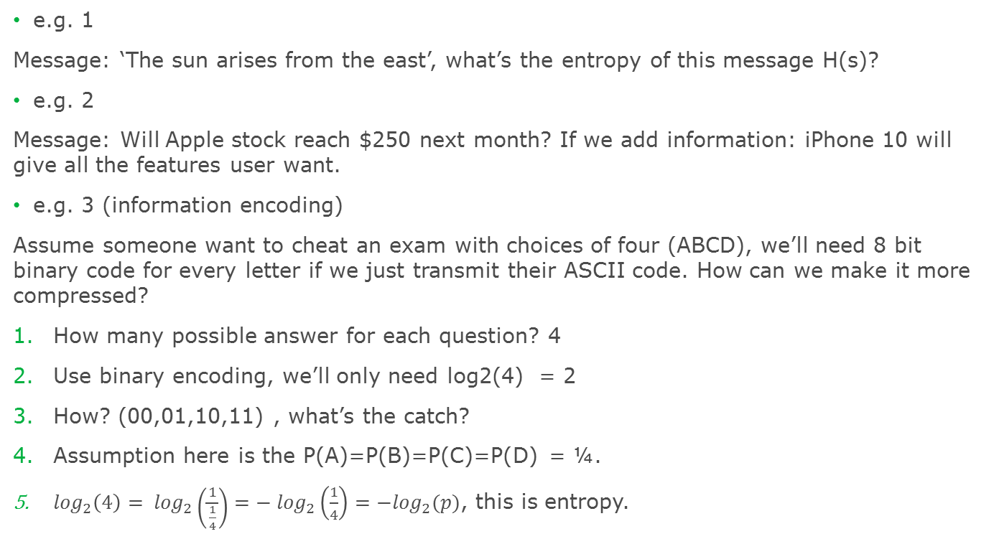 • e.g. 1
Message: ‘The sun arises from the east’, what’s the entropy of this message H(s)?
• e.g. 2
Message: Will Apple stock reach $250 next month? If we add information: iPhone 10 will
give all the features user want.
• e.g. 3 (information encoding)
Assume someone want to cheat an exam with choices of four (ABCD), we’ll need 8 bit
binary code for every letter if we just transmit their ASCII code. How can we make it more
compressed?
1. How many possible answer for each question? 4
2. Use binary encoding, we’ll only need log2(4) = 2
3. How? (00,01,10,11) , what’s the catch?
4. Assumption here is the P(A)=P(B)=P(C)=P(D) = ¼.
5. $log_2(4) = log_2\left(\frac{1}{\frac{1}{4}}\right) = -log_2\left(\frac{1}{4}\right) = -log_2(p)$, this is entropy.